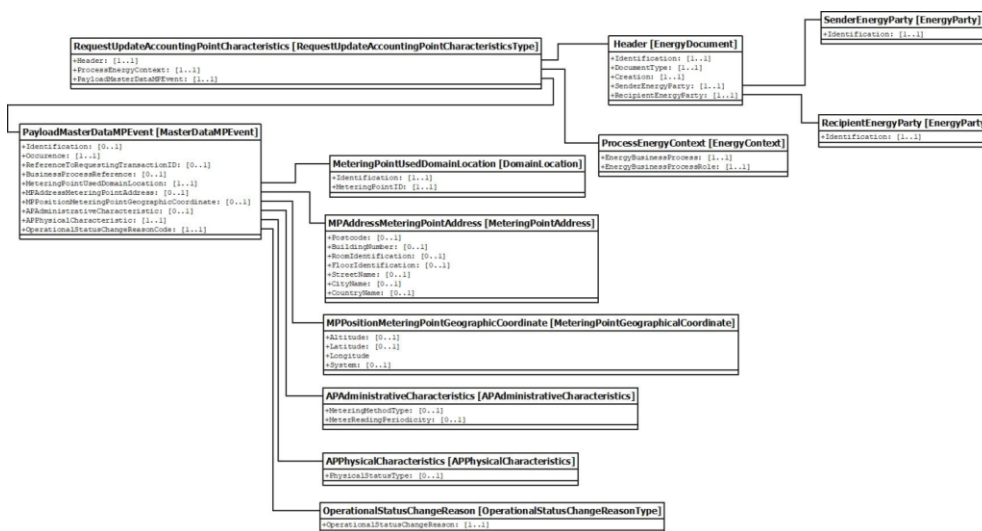 SenderEnergyParty [EnergyParty]
+Identification: [1..1]
RequestUpdateAccountingPointCharacteristics [RequestUpdateAccountingPointCharacteristicsType]
+Header: [1..1]
+ProcessEnergyContext: [1..1]
+PayloadMasterDataMPEvent: [1..1]
Header [EnergyDocument]
+Identification: [1..1]
+DocumentType: [1..1]
+Creation: [1..1]
+SenderEnergyParty: [1..1]
+RecipientEnergyParty: [1..1]
RecipientEnergyParty [EnergyParty
+Identification: [1..1]
PayloadMasterDataMPEvent [MasterDataMPEvent]
+Identification: [0..1]
+Occurence: [1..1]
+ReferenceToRequestingTransactionID: [0..1]
+BusinessProcessReference: [0..1]
+MeteringPointUsedDomainLocation: [1..1]
+MPAddressMeteringPointAddress: [0..1]
+MPPositionMeteringPointGeographicCoordinate: [0..1]
+APAdministrativeCharacteristic: [0..1]
+APPhysicalCharacteristic: [1..1]
+OperationalStatusChangeReasonCode: [1..1]
ProcessEnergyContext [EnergyContext]
+EnergyBusinessProcess: [1..1]
+EnergyBusinessProcessRole: [1..1]
MeteringPointUsedDomainLocation [DomainLocation]
+Identification: [1..1]
+MeteringPointID: [1..1]
MPAddressMeteringPointAddress [MeteringPointAddress]
+Postcode: [0..1]
+BuildingNumber: [0..1]
+RoomIdentification: [0..1]
+FloorIdentification: [0..1]
+StreetName: [0..1]
+CityName: [0..1]
+CountryName: [0..1]
MPPositionMeteringPointGeographicCoordinate [MeteringPointGeographicalCoordinate]
+Altitude: [0..1]
+Latitude: [0..1]
+Longitude
+System: [0..1]
APAdministrativeCharacteristics [APAdministrativeCharacteristics]
+MeteringMethodType: [0..1]
+MeterReadingPeriodicity: [0..1]
APPhysicalCharacteristics [APPhysicalCharacteristics]
+PhysicalStatusType: [0..1]
OperationalStatusChangeReason [OperationalStatusChangeReasonType]
+OperationalStatusChangeReason: [1..1]